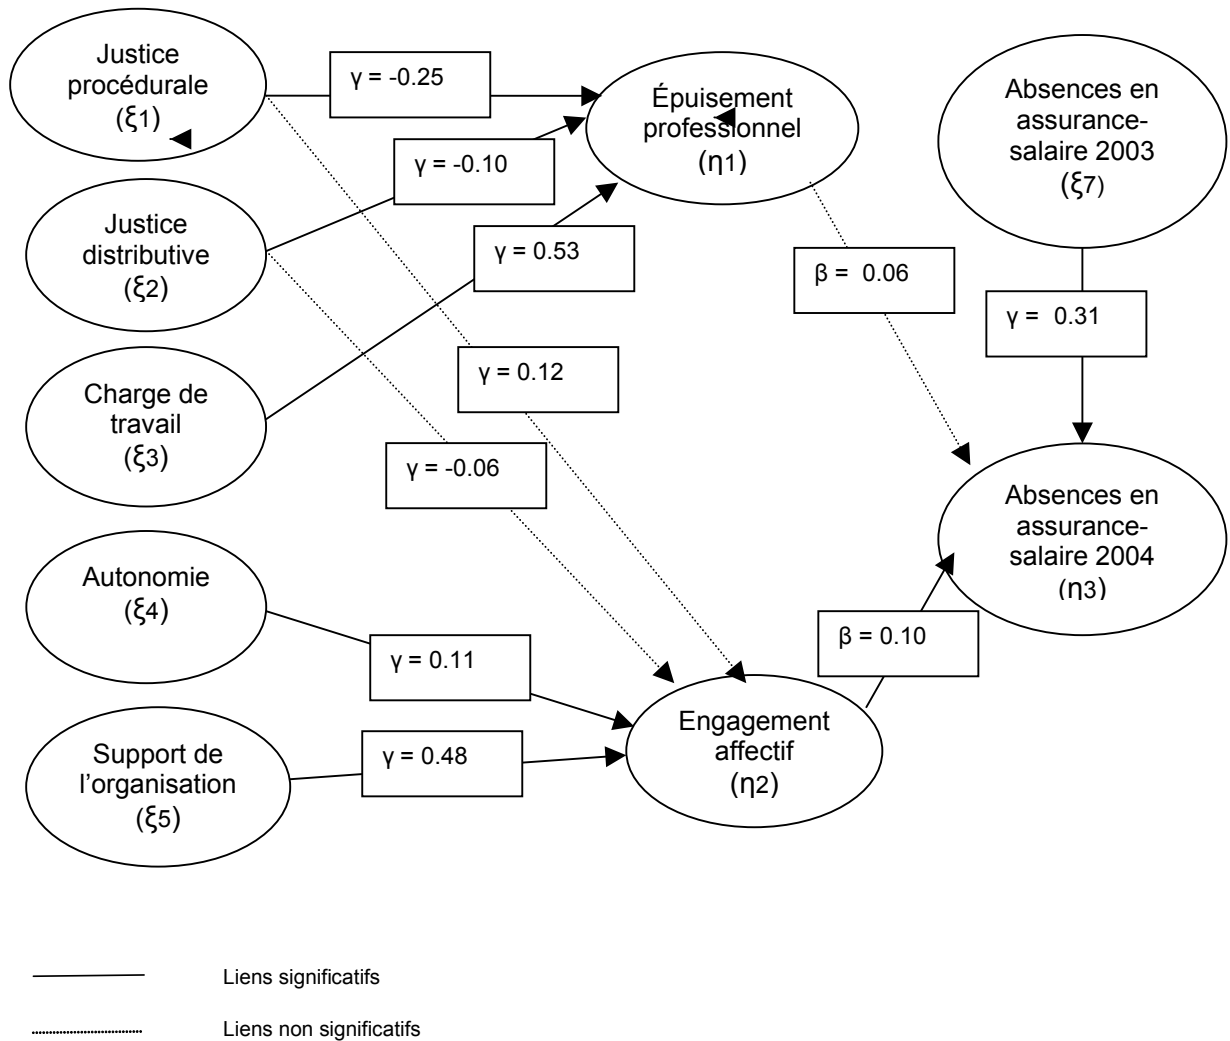 Justice
procédurale
(ξ1)
γ = -0.25
Épuisement
professionnel
(η1)
Absences en
assurance-
salaire 2003
(ξ7)
γ = -0.10
Justice
distributive
(ξ2)
γ = 0.53
β = 0.06
γ = 0.31
Charge de
travail
(ξ3)
γ = 0.12
γ = -0.06
Absences en
assurance-
salaire 2004
(η3)
Autonomie
(ξ4)
γ = 0.11
β = 0.10
Support de
l’organisation
(ξ5)
γ = 0.48
Engagement
affectif
(η2)
Liens significatifs
Liens non significatifs